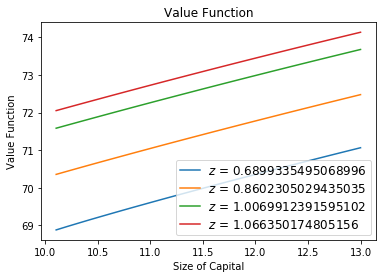 Value Function
74
73
72
71
70
69
Value Function
z = 0.6899335495068996
z = 0.8602305029435035
z = 1.0069912391595102
z = 1.066350174805156
10.0
10.5
11.0
11.5
12.0
12.5
13.0
Size of Capital